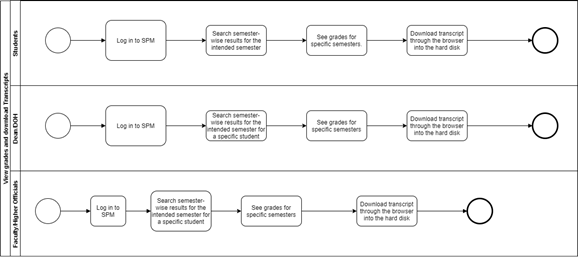 View grades and download Transcripts
Students
Log in to SPM
Search semester-
wise results for the
intended semester
See grades for
specific semesters.
Download transcript
through the browser
into the hard disk
Dean/DOH
Log in to SPM
Search semester-
wise results for the
intended semester for
a specific student
See grades for
specific semesters
Download transcript
through the browser
into the hard disk
Faculty/Higher Officials
Log in to
SPM
Search semester-
wise results for the
intended semester for
a specific student
See grades for
specific semesters
Download transcript
through the browser
into the hard disk